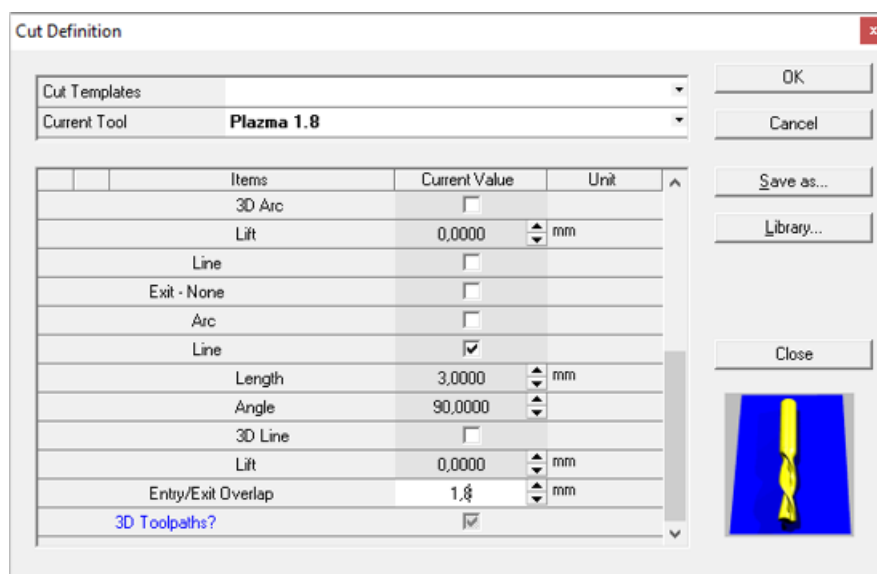 Cut Definition
Cut Templates
Current Tool Plazma 1.8
Items Current Value Unit
3D Arc
Lift 0,0000 mm
Line
Exit - None
Arc
Line
Length 3,0000 mm
Angle 90,0000
3D Line
Lift 0,0000 mm
Entry/Exit Overlap 1,8 mm
3D Toolpaths?
OK
Cancel
Save as...
Library...
Close